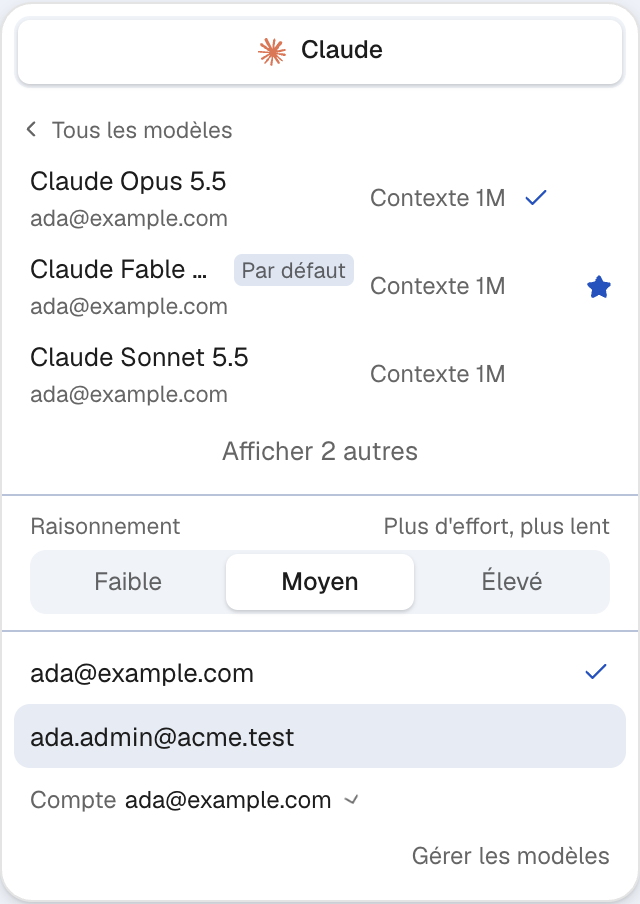 Claude
Tous les modèles
Claude Opus 5.5
ada@example.com
Contexte 1M
Claude Fable ...
Par défaut
ada@example.com
Contexte 1M
Claude Sonnet 5.5
ada@example.com
Contexte 1M
Afficher 2 autres
Raisonnement
Plus d'effort, plus lent
Faible
Moyen
Élevé
ada@example.com
ada.admin@acme.test
Compte ada@example.com
Gérer les modèles